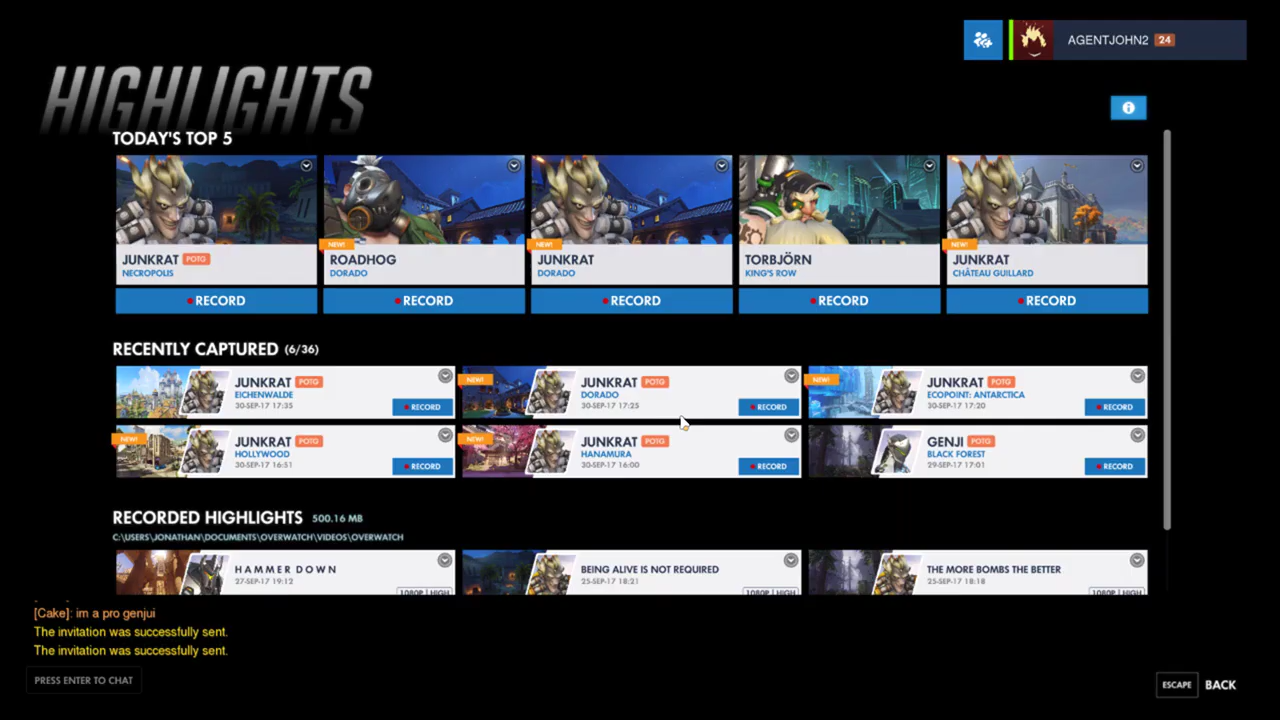 AGENTJOHN2 24
HIGHLIGHTS
TODAY'S TOP 5
JUNKRAT POTG
NECROPOLIS
RECORD
NEW!
ROADHOG
DORADO
RECORD
NEW!
JUNKRAT
DORADO
RECORD
TORBJÖRN
KING'S ROW
RECORD
NEW!
JUNKRAT
CHÂTEAU GUILLARD
RECORD
RECENTLY CAPTURED (6/36)
JUNKRAT POTG
EICHENWALDE
30-SEP-17 17:35
RECORD
NEW!
JUNKRAT POTG
DORADO
30-SEP-17 17:25
RECORD
NEW!
JUNKRAT POTG
ECOPOINT: ANTARCTICA
30-SEP-17 17:20
RECORD
NEW!
JUNKRAT POTG
HOLLYWOOD
30-SEP-17 16:51
RECORD
NEW!
JUNKRAT POTG
HANAMURA
30-SEP-17 16:00
RECORD
GENJI POTG
BLACK FOREST
29-SEP-17 17:01
RECORD
RECORDED HIGHLIGHTS 500.16 MB
C:\USERS\JONATHAN\DOCUMENTS\OVERWATCH\VIDEOS\OVERWATCH
H A M M E R D O W N
27-SEP-17 19:12
1080P | HIGH
BEING ALIVE IS NOT REQUIRED
25-SEP-17 18:21
1080P | HIGH
THE MORE BOMBS THE BETTER
25-SEP-17 18:18
1080P | HIGH
[Cake]: im a pro genjui
The invitation was successfully sent.
The invitation was successfully sent.
PRESS ENTER TO CHAT
ESCAPE BACK